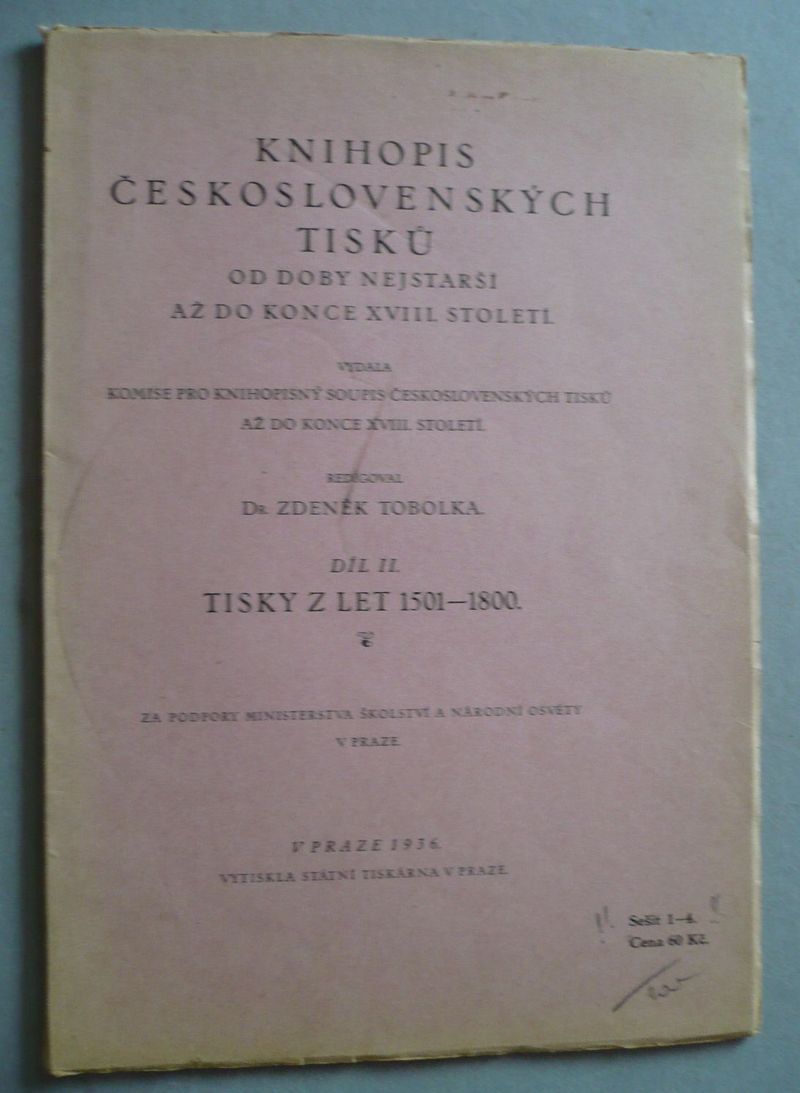 KNIHOPIS
ČESKOSLOVENSKÝCH
TISKŮ
OD DOBY NEJSTARŠÍ
AŽ DO KONCE XVIII. STOLETÍ.
VYDALA
KOMISE PRO KNIHOPISNÝ SOUPIS ČESKOSLOVENSKÝCH TISKŮ
AŽ DO KONCE XVIII. STOLETÍ.
REDIGOVAL
DR. ZDENĚK TOBOLKA.
DÍL II.
TISKY Z LET 1501—1800.
ZA PODPORY MINISTERSTVA ŠKOLSTVÍ A NÁRODNÍ OSVĚTY
V PRAZE.
V PRAZE 1936.
VYTISKLA STÁTNÍ TISKÁRNA V PRAZE.
Sešit 1—4.
Cena 60 Kč.